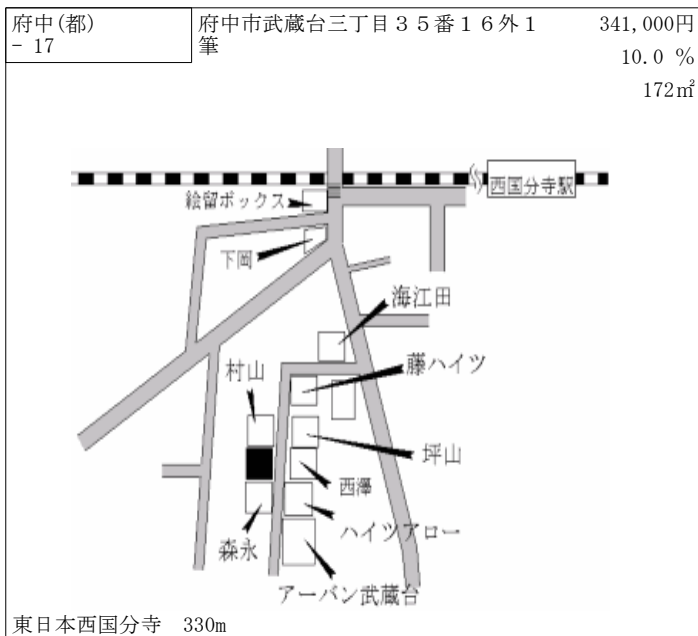 府中(都)
- 17
府中市武蔵台三丁目３５番１６外１
筆
341,000円
10.0 %
172㎡
西国分寺駅
絵留ボックス
下岡
海江田
藤ハイツ
村山
坪山
西澤
ハイツアロー
森永
アーバン武蔵台
東日本西国分寺　330m